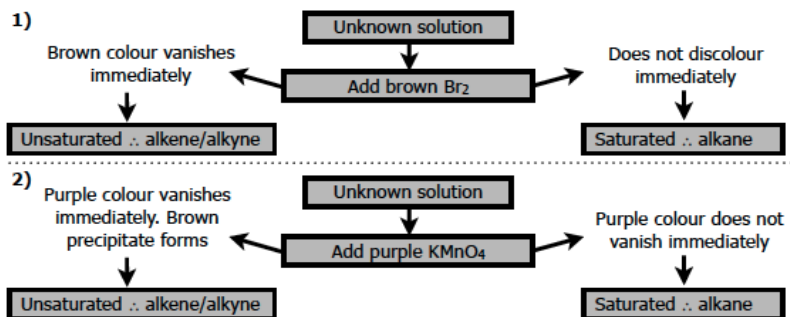 1)
Unknown solution
Brown colour vanishes
immediately
Does not discolour
immediately
Add brown Br₂
Unsaturated ∴ alkene/alkyne
Saturated ∴ alkane
2)
Unknown solution
Purple colour vanishes
immediately. Brown
precipitate forms
Purple colour does not
vanish immediately
Add purple KMnO₄
Unsaturated ∴ alkene/alkyne
Saturated ∴ alkane